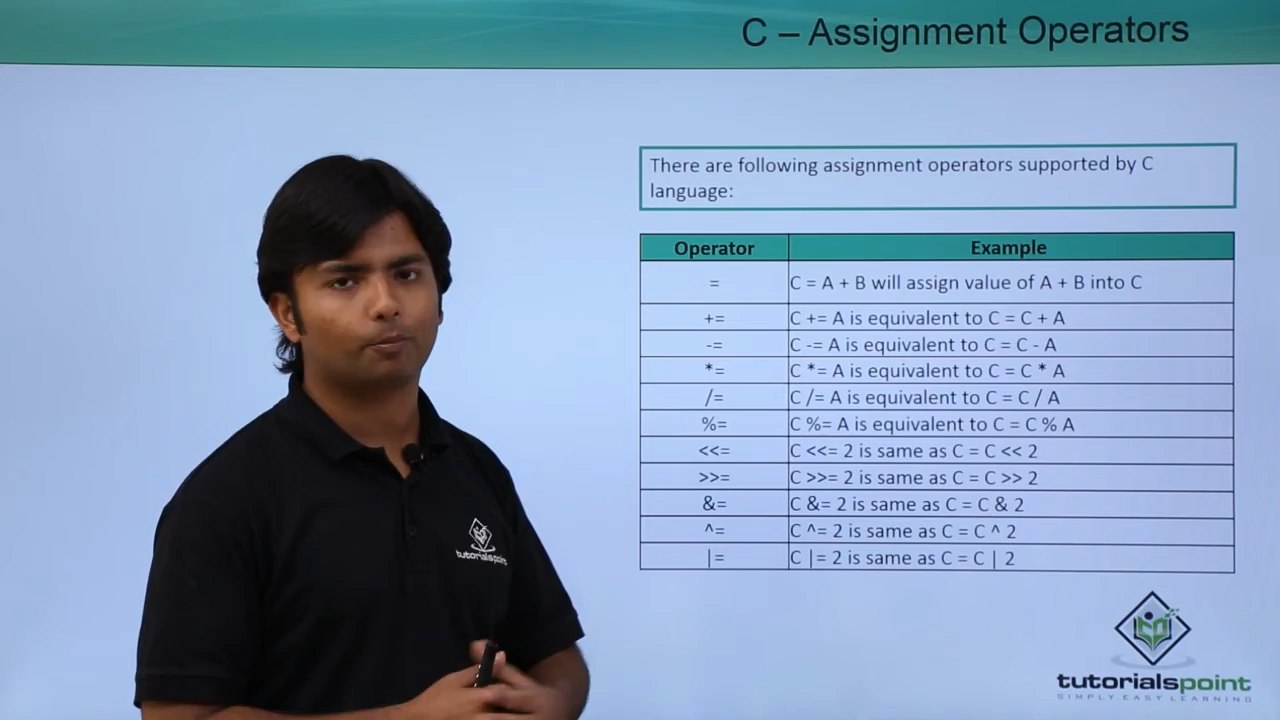 C – Assignment Operators
There are following assignment operators supported by C
language:
Operator Example
= C = A + B will assign value of A + B into C
+= C += A is equivalent to C = C + A
-= C -= A is equivalent to C = C - A
*= C *= A is equivalent to C = C * A
/= C /= A is equivalent to C = C / A
%= C %= A is equivalent to C = C % A
<<= C <<= 2 is same as C = C << 2
>>= C >>= 2 is same as C = C >> 2
&= C &= 2 is same as C = C & 2
^= C ^= 2 is same as C = C ^ 2
|= C |= 2 is same as C = C | 2
tutorialspoint
tutorialspoint
SIMPLY EASY LEARNING